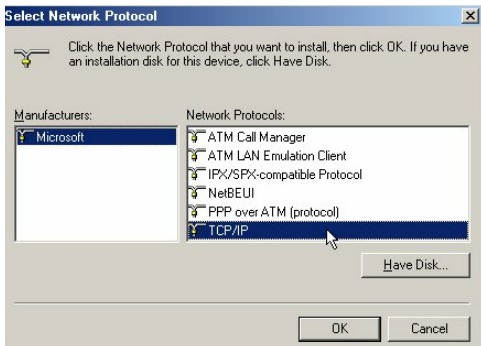 Select Network Protocol
Click the Network Protocol that you want to install, then click OK. If you have
an installation disk for this device, click Have Disk.
Manufacturers:
Microsoft
Network Protocols:
ATM Call Manager
ATM LAN Emulation Client
IPX/SPX-compatible Protocol
NetBEUI
PPP over ATM (protocol)
TCP/IP
Have Disk...
OK
Cancel